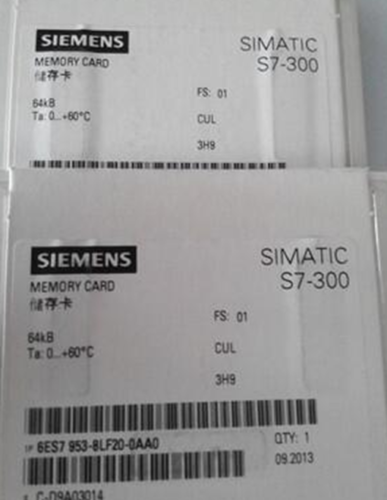 SIEMENS
SIMATIC
S7-300
MEMORY CARD
储存卡
FS: 01
64kB
Ta: 0...+60°C
CUL
3H9
SIEMENS
SIMATIC
S7-300
MEMORY CARD
储存卡
FS: 01
64kB
Ta: 0...+60°C
CUL
3H9
1P 6ES7 953-8LF20-0AA0
QTY: 1
09.2013
S C-D9A03014